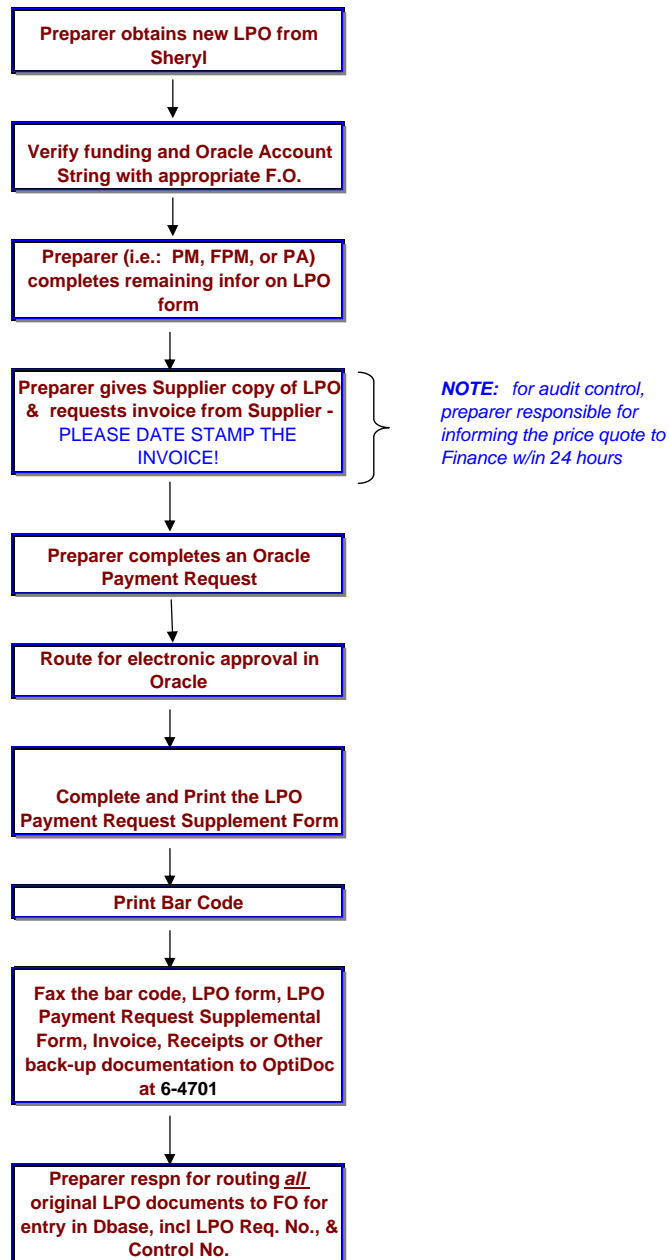 Preparer obtains new LPO from
Sheryl
Verify funding and Oracle Account
String with appropriate F.O.
Preparer (i.e.: PM, FPM, or PA)
completes remaining infor on LPO
form
Preparer gives Supplier copy of LPO
& requests invoice from Supplier -
PLEASE DATE STAMP THE
INVOICE!
NOTE: for audit control,
preparer responsible for
informing the price quote to
Finance w/in 24 hours
Preparer completes an Oracle
Payment Request
Route for electronic approval in
Oracle
Complete and Print the LPO
Payment Request Supplement Form
Print Bar Code
Fax the bar code, LPO form, LPO
Payment Request Supplemental
Form, Invoice, Receipts or Other
back-up documentation to OptiDoc
at 6-4701
Preparer respn for routing all
original LPO documents to FO for
entry in Dbase, incl LPO Req. No., &
Control No.